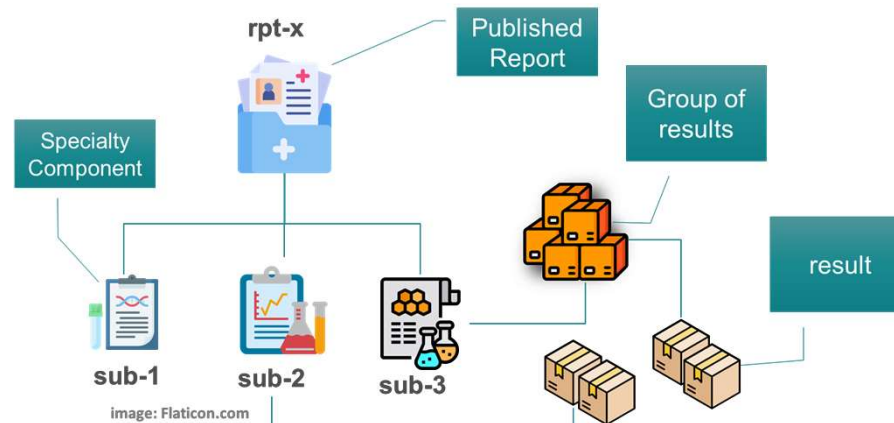 rpt-x
Published
Report
Group of
results
Specialty
Component
result
sub-1
sub-2
sub-3
image: Flaticon.com